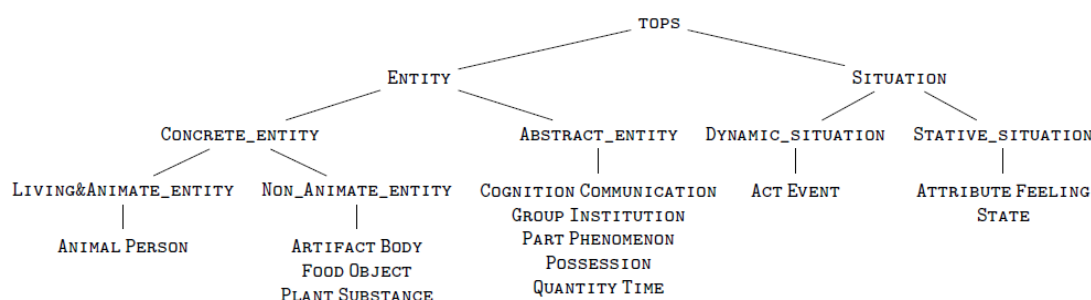 TOPS
ENTITY SITUATION
CONCRETE_ENTITY ABSTRACT_ENTITY DYNAMIC_SITUATION STATIVE_SITUATION
LIVING&ANIMATE_ENTITY NON_ANIMATE_ENTITY COGNITION COMMUNICATION ACT EVENT ATTRIBUTE FEELING
GROUP INSTITUTION STATE
ANIMAL PERSON ARTIFACT BODY PART PHENOMENON
FOOD OBJECT POSSESSION
PLANT SUBSTANCE QUANTITY TIME